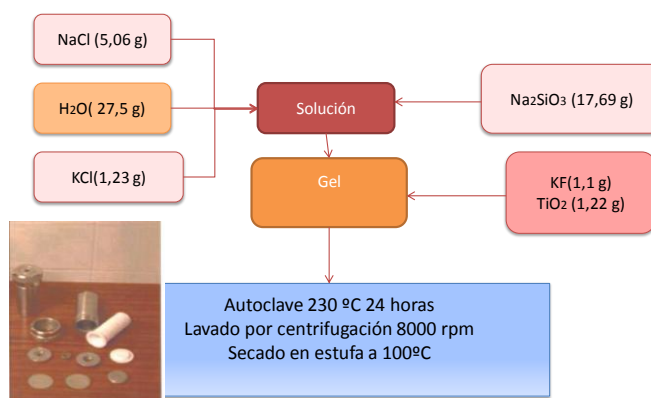 NaCl (5,06 g)
H₂O( 27,5 g)
KCl(1,23 g)
Solución
Na₂SiO₃ (17,69 g)
Gel
KF(1,1 g)
TiO₂ (1,22 g)
Autoclave 230 ºC 24 horas
Lavado por centrifugación 8000 rpm
Secado en estufa a 100ºC